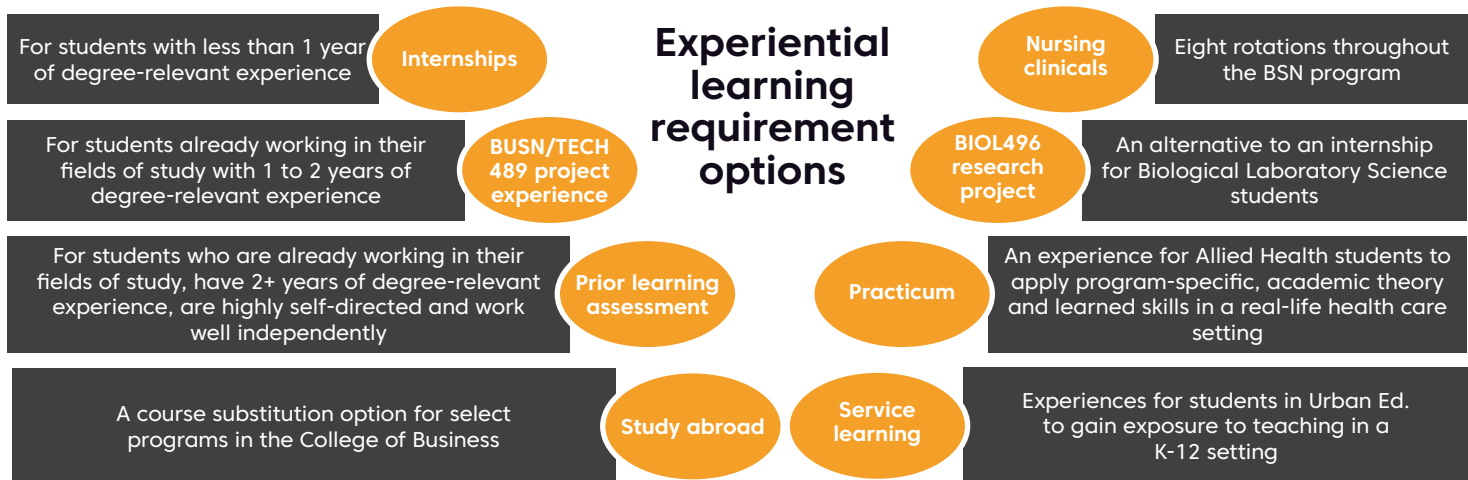 Experiential
learning
requirement
options
For students with less than 1 year
of degree-relevant experience
Internships
For students already working in their
fields of study with 1 to 2 years of
degree-relevant experience
BUSN/TECH
489 project
experience
For students who are already working in their
fields of study, have 2+ years of degree-relevant
experience, are highly self-directed and work
well independently
Prior learning
assessment
A course substitution option for select
programs in the College of Business
Study abroad
Nursing
clinicals
Eight rotations throughout
the BSN program
BIOL496
research
project
An alternative to an internship
for Biological Laboratory Science
students
Practicum
An experience for Allied Health students to
apply program-specific, academic theory
and learned skills in a real-life health care
setting
Service
learning
Experiences for students in Urban Ed.
to gain exposure to teaching in a
K-12 setting